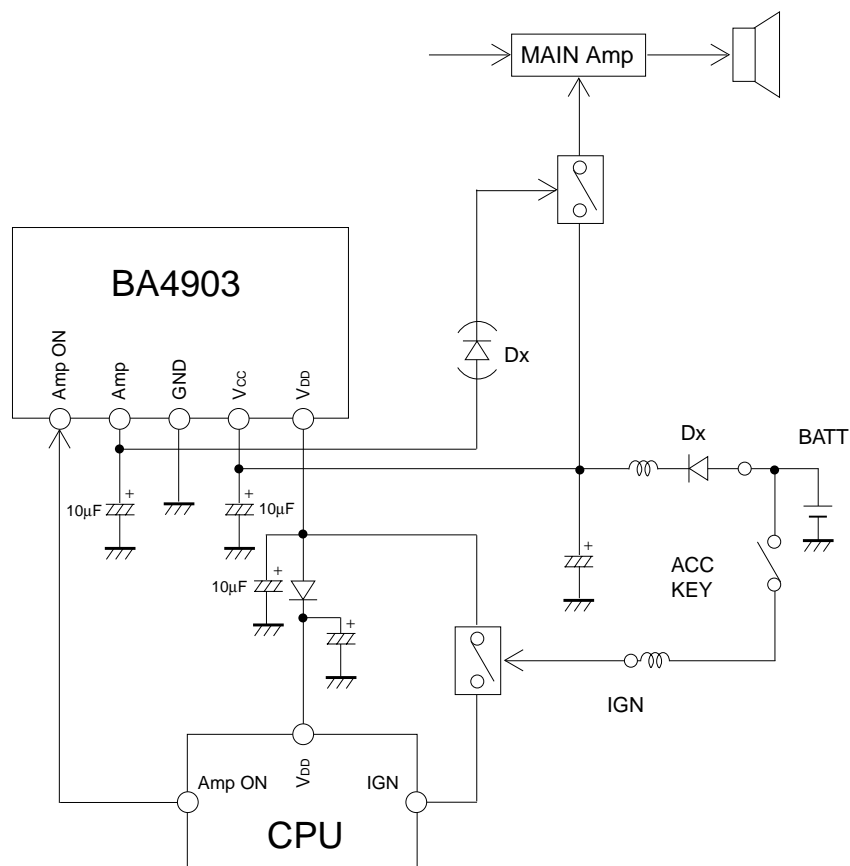 MAIN Amp
BA4903
Amp ON
Amp
GND
VCC
VDD
Dx
Dx
BATT
+
10µF
+
10µF
+
ACC
KEY
+
10µF
+
IGN
Amp ON
VDD
IGN
CPU